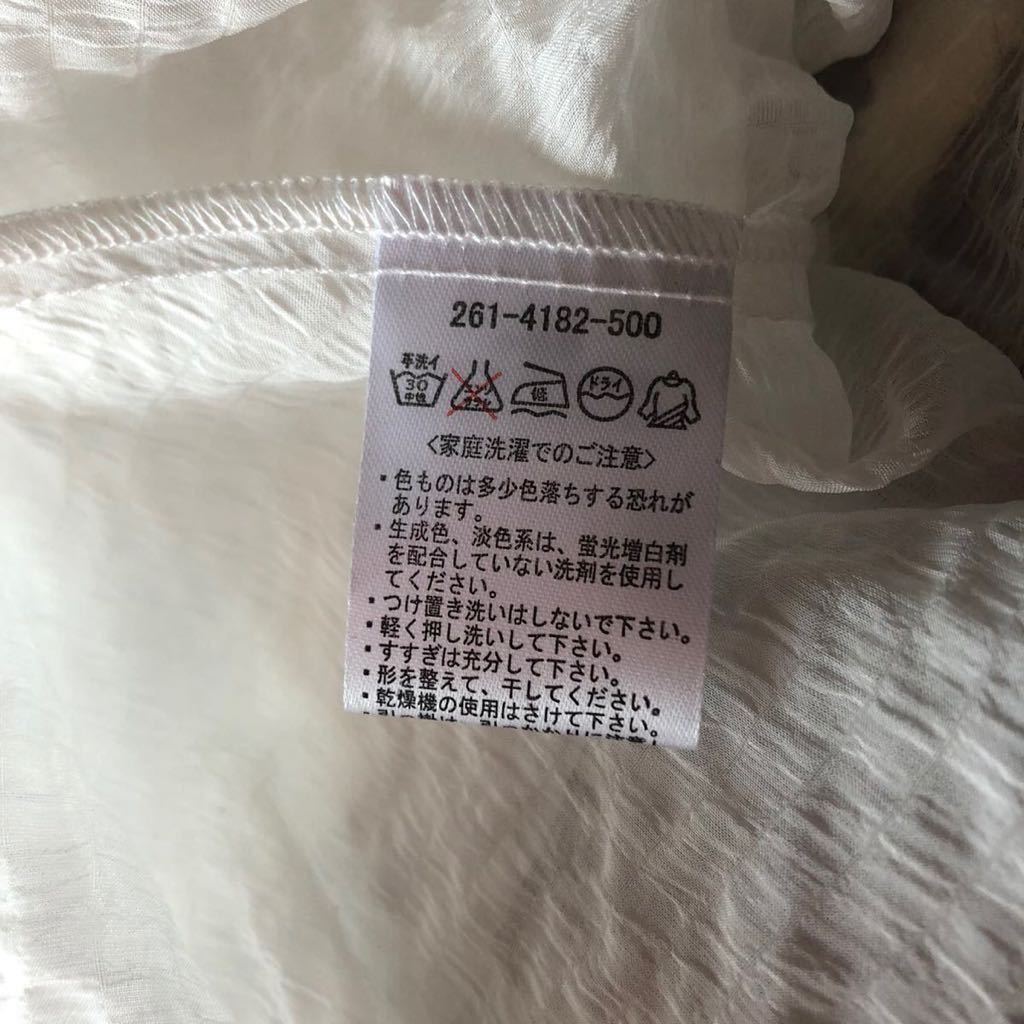 261-4182-500
手洗イ
30
中性
低
ドライ
〈家庭洗濯でのご注意〉
・色ものは多少色落ちする恐れが
あります。
・生成色、淡色系は、蛍光増白剤
を配合していない洗剤を使用し
てください。
・つけ置き洗いはしないで下さい。
・軽く押し洗いして下さい。
・すすぎは充分して下さい。
・形を整えて、干してください。
・乾燥機の使用はさけて下さい。